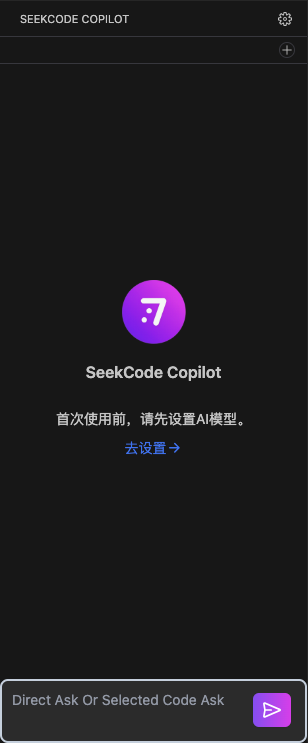 SEEKCODE COPILOT
SeekCode Copilot
首次使用前，请先设置AI模型。
去设置→
Direct Ask Or Selected Code Ask